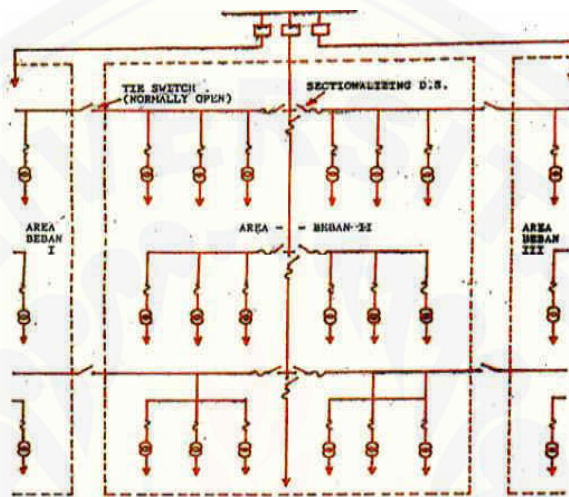 TIE SWITCH
(NORMALLY OPEN)
SECTIONALIZING D.S.
AREA
BEBAN
I
AREA - - BEBAN II
AREA
BEBAN
III